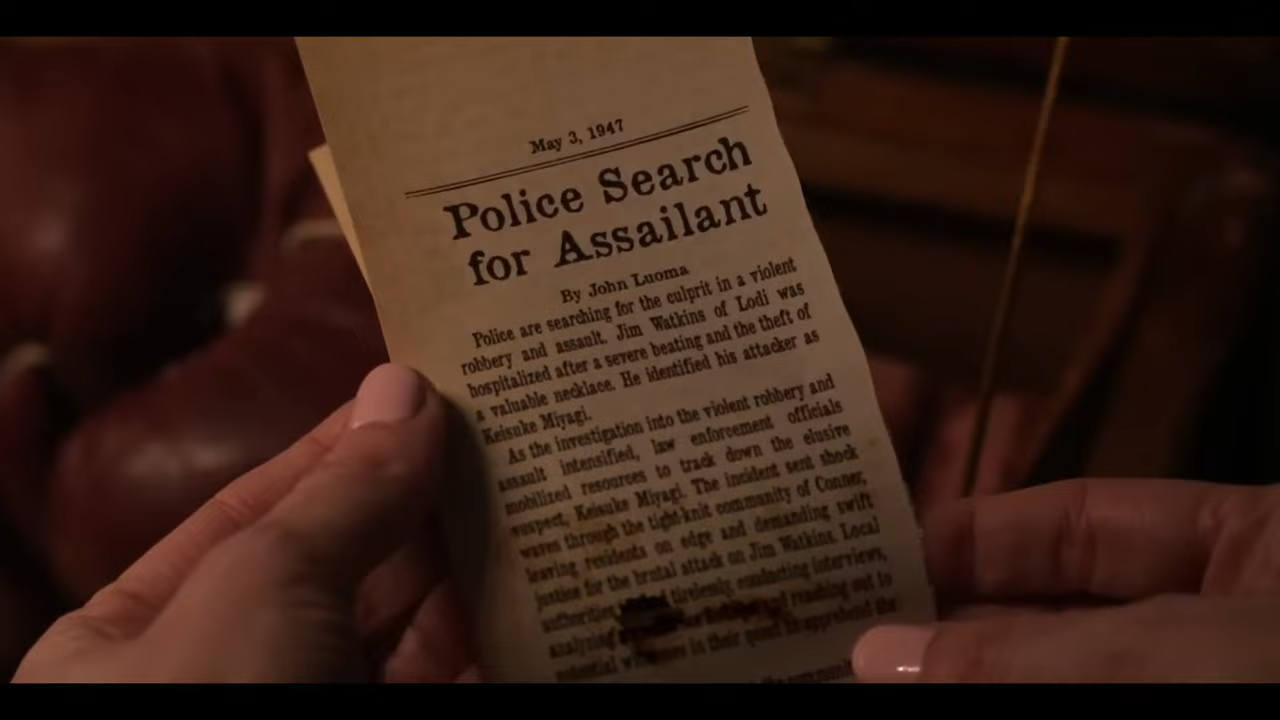 May 3, 1947
Police Search
for Assailant
By John Luoma
Police are searching for the culprit in a violent
robbery and assault. Jim Watkins of Lodi was
hospitalized after a severe beating and the theft of
a valuable necklace. He identified his attacker as
Keisuke Miyagi.
As the investigation into the violent robbery and
assault intensified, law enforcement officials
mobilized resources to track down the elusive
suspect, Keisuke Miyagi. The incident sent shock
waves through the tight-knit community of Conner,
leaving residents on edge and demanding swift
justice for the brutal attack on Jim Watkins. Local
authorities tirelessly, conducting interviews,
analyzing reaching out to
potential in their quest to apprehend the